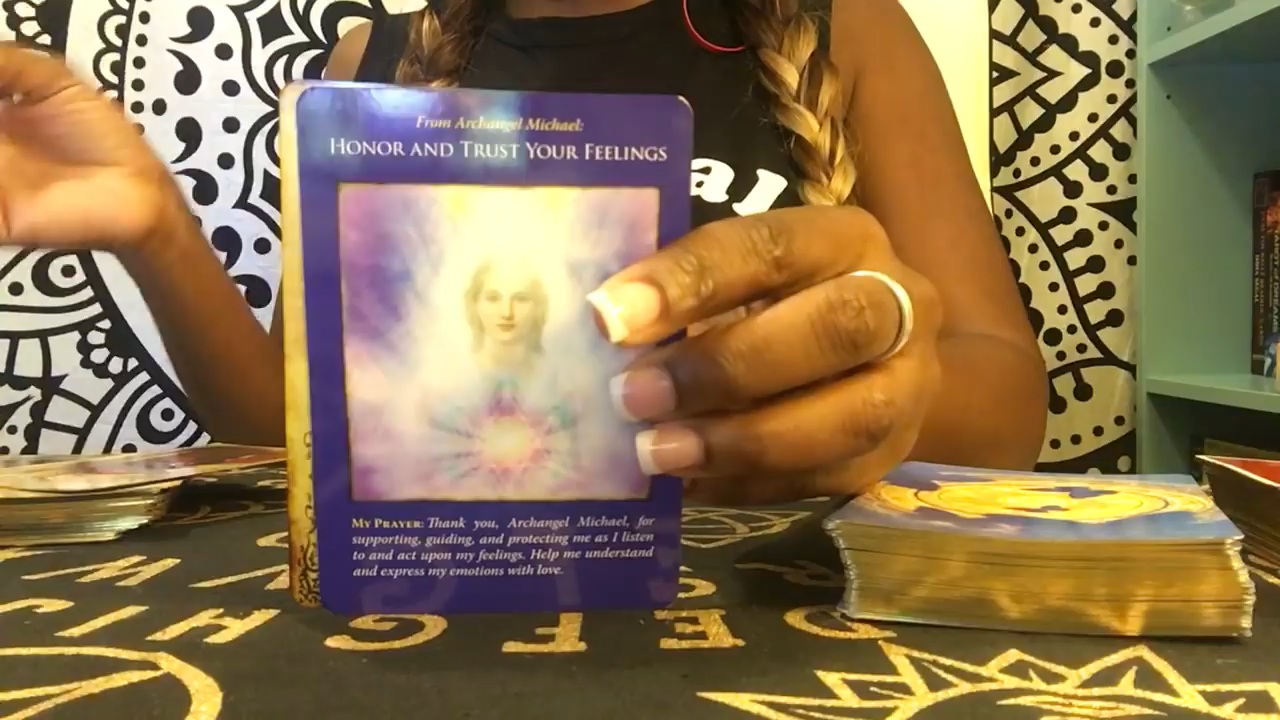 From Archangel Michael:
HONOR AND TRUST YOUR FEELINGS
al
MY PRAYER: Thank you, Archangel Michael, for
supporting, guiding, and protecting me as I listen
to and act upon my feelings. Help me understand
and express my emotions with love.
W V
J I H G F E D